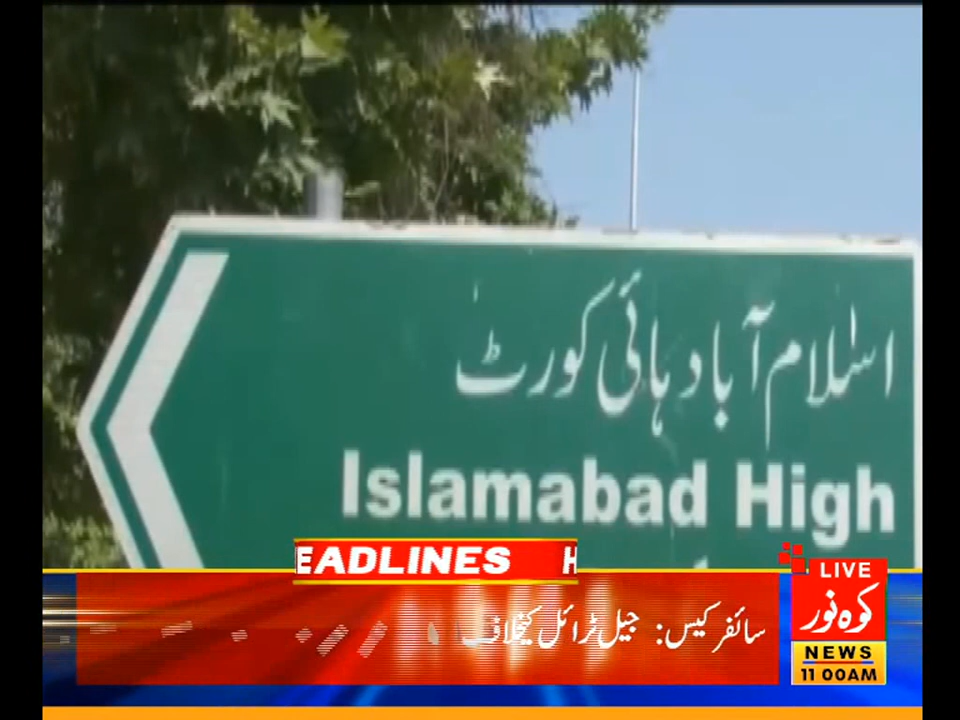 اسلام آباد ہائی کورٹ
Islamabad High
EADLINES H
سائفر کیس: جیل ٹرائل کیخلاف
LIVE
کوہ نور
NEWS
11 00AM